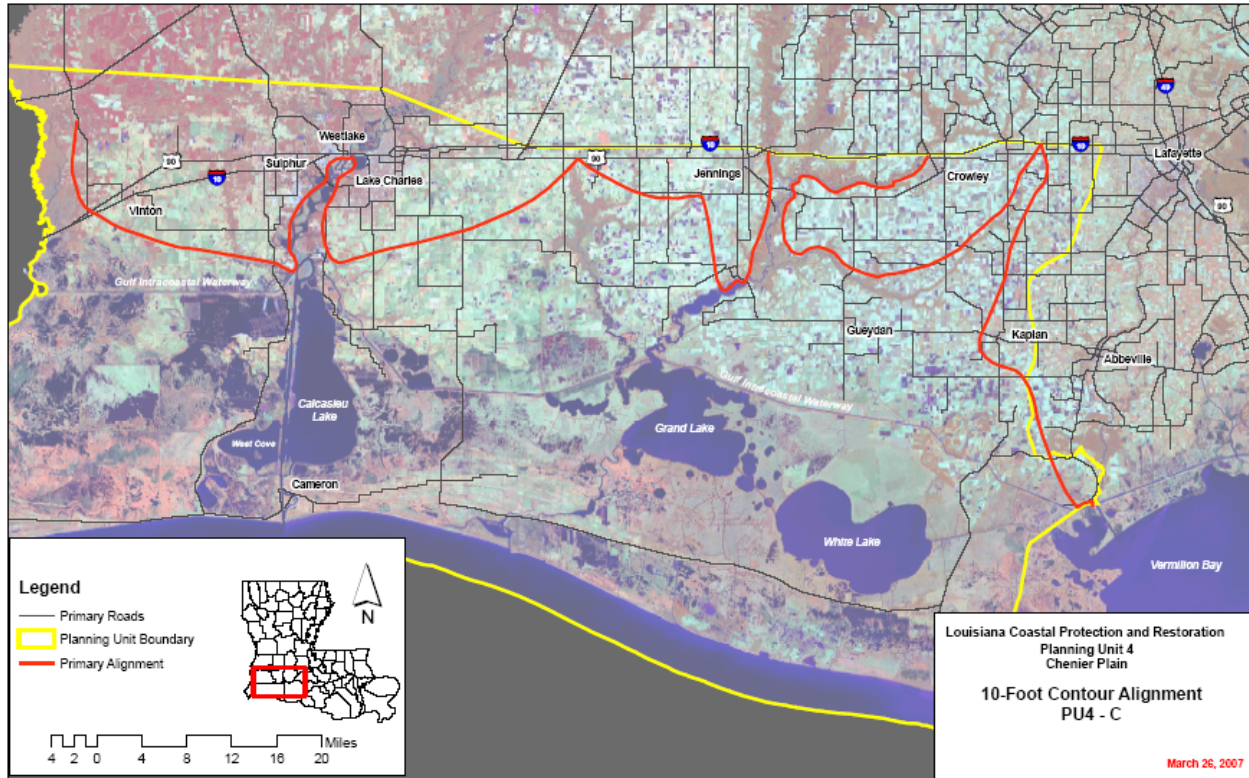 49
Westlake
90
Sulphur
10
90
10
10
Lafayette
Lake Charles
Jennings
Crowley
10
Vinton
90
Gulf Intracoastal Waterway
Gueydan
Kaplan
Abbeville
Gulf Intracoastal Waterway
Calcasieu
Lake
West Cove
Grand Lake
Cameron
White Lake
Vermilion Bay
Legend
Primary Roads
Planning Unit Boundary
Primary Alignment
N
Miles
4 2 0 4 8 12 16 20
Louisiana Coastal Protection and Restoration
Planning Unit 4
Chenier Plain
10-Foot Contour Alignment
PU4 - C
March 26, 2007